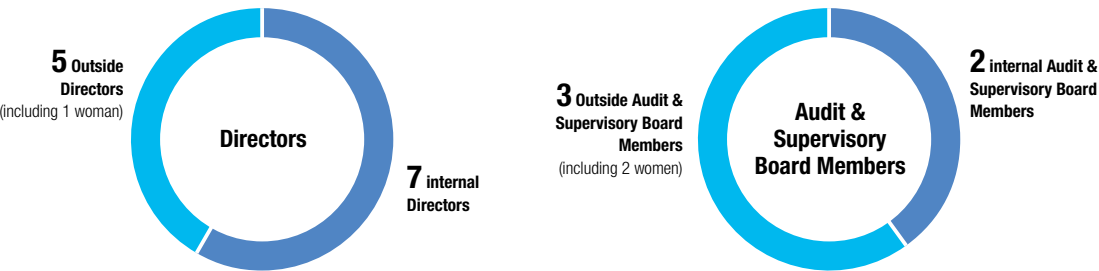 5 Outside
Directors
(including 1 woman)
Directors
7 internal
Directors
3 Outside Audit &
Supervisory Board
Members
(including 2 women)
Audit &
Supervisory
Board Members
2 internal Audit &
Supervisory Board
Members